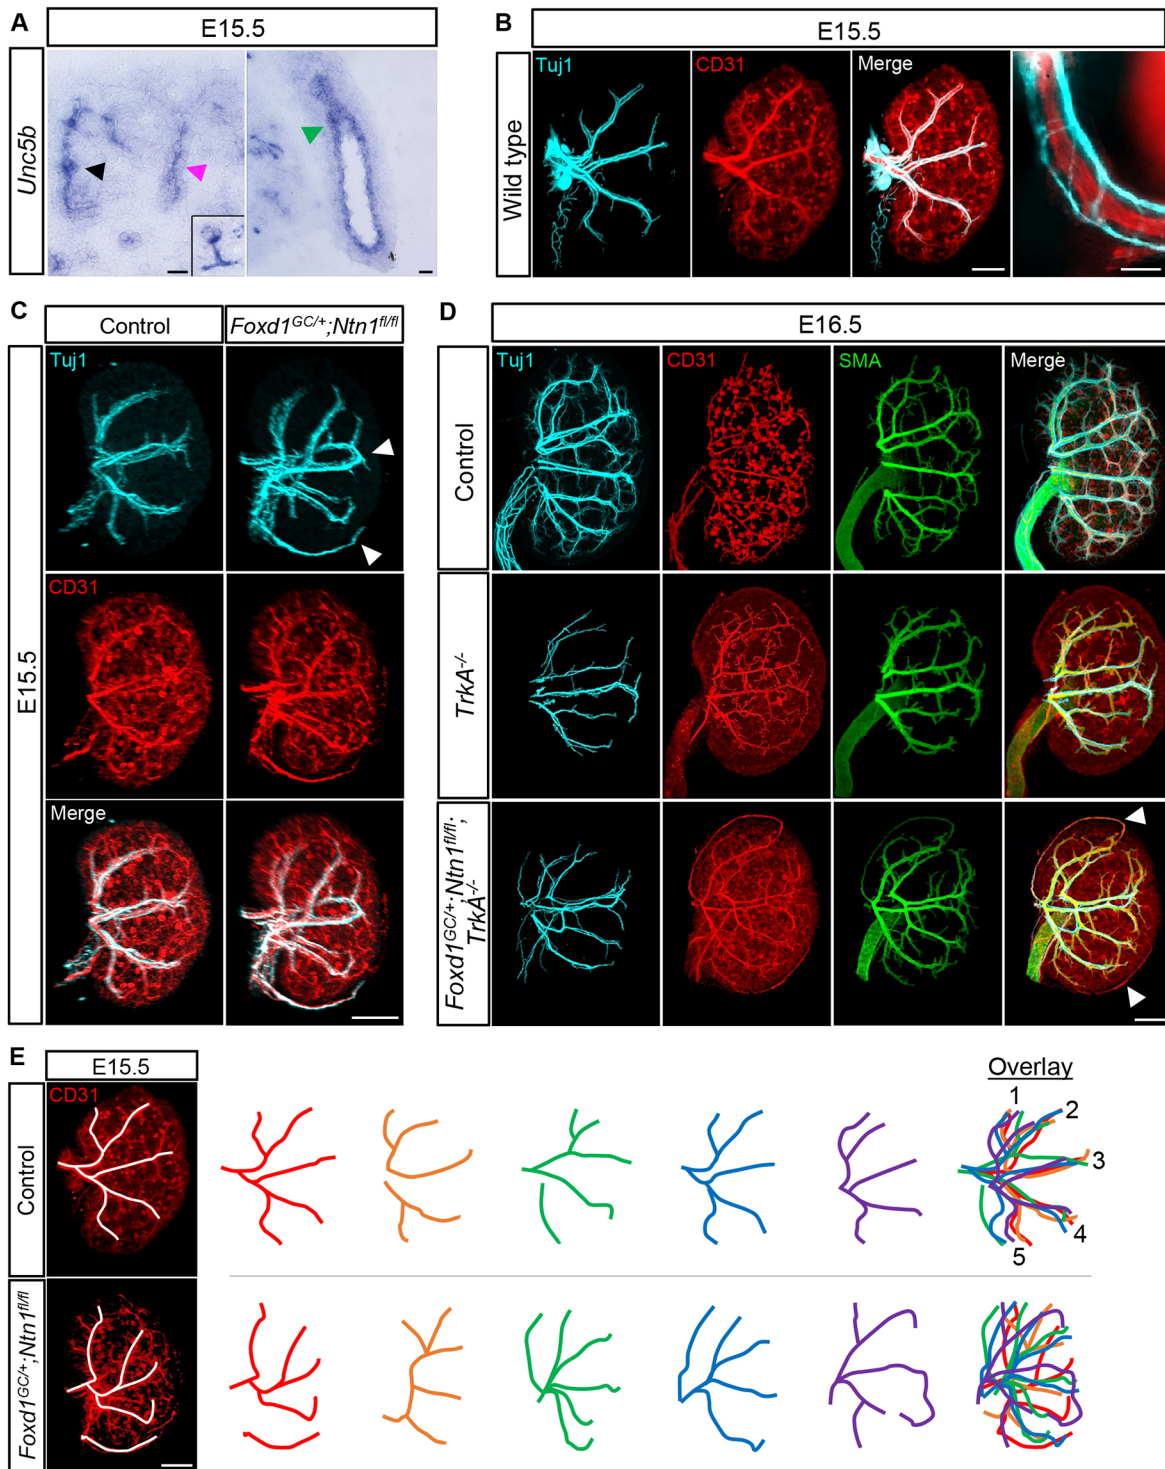 A
E15.5
Unc5b
B
E15.5
Wild type
Tuj1
CD31
Merge
C
Control
Foxd1GC/+;Ntn1fl/fl
E15.5
Tuj1
CD31
Merge
D
E16.5
Control
Tuj1
CD31
SMA
Merge
TrkA-/-
Foxd1GC/+;Ntn1fl/fl;
TrkA-/-
E
E15.5
Control
CD31
Overlay
1
2
3
4
5
Foxd1GC/+;Ntn1fl/fl